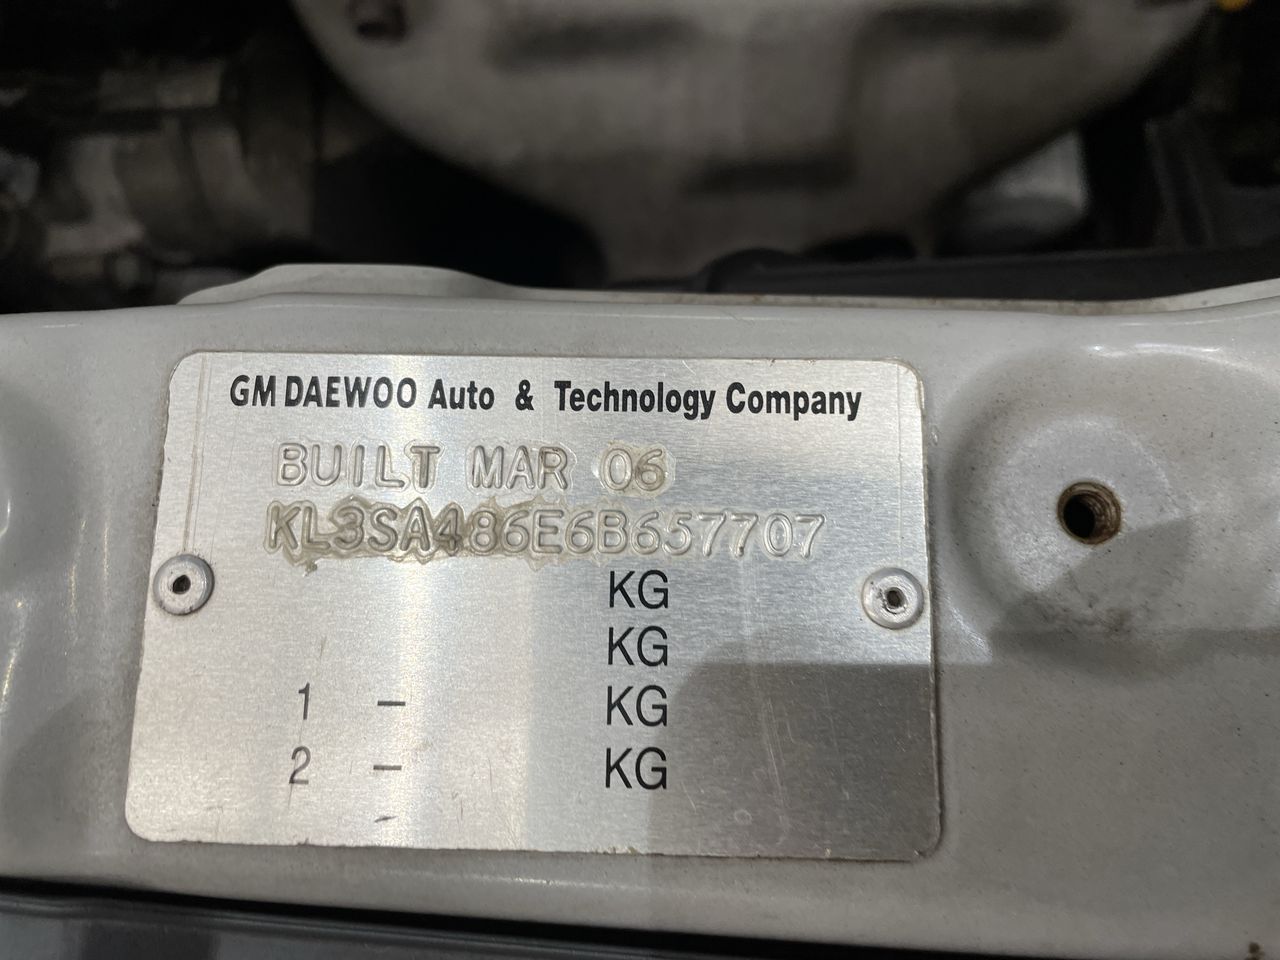 GM DAEWOO Auto & Technology Company
BUILT MAR 06
KL3SA486E6B657707
KG
KG
1 - KG
2 - KG
-